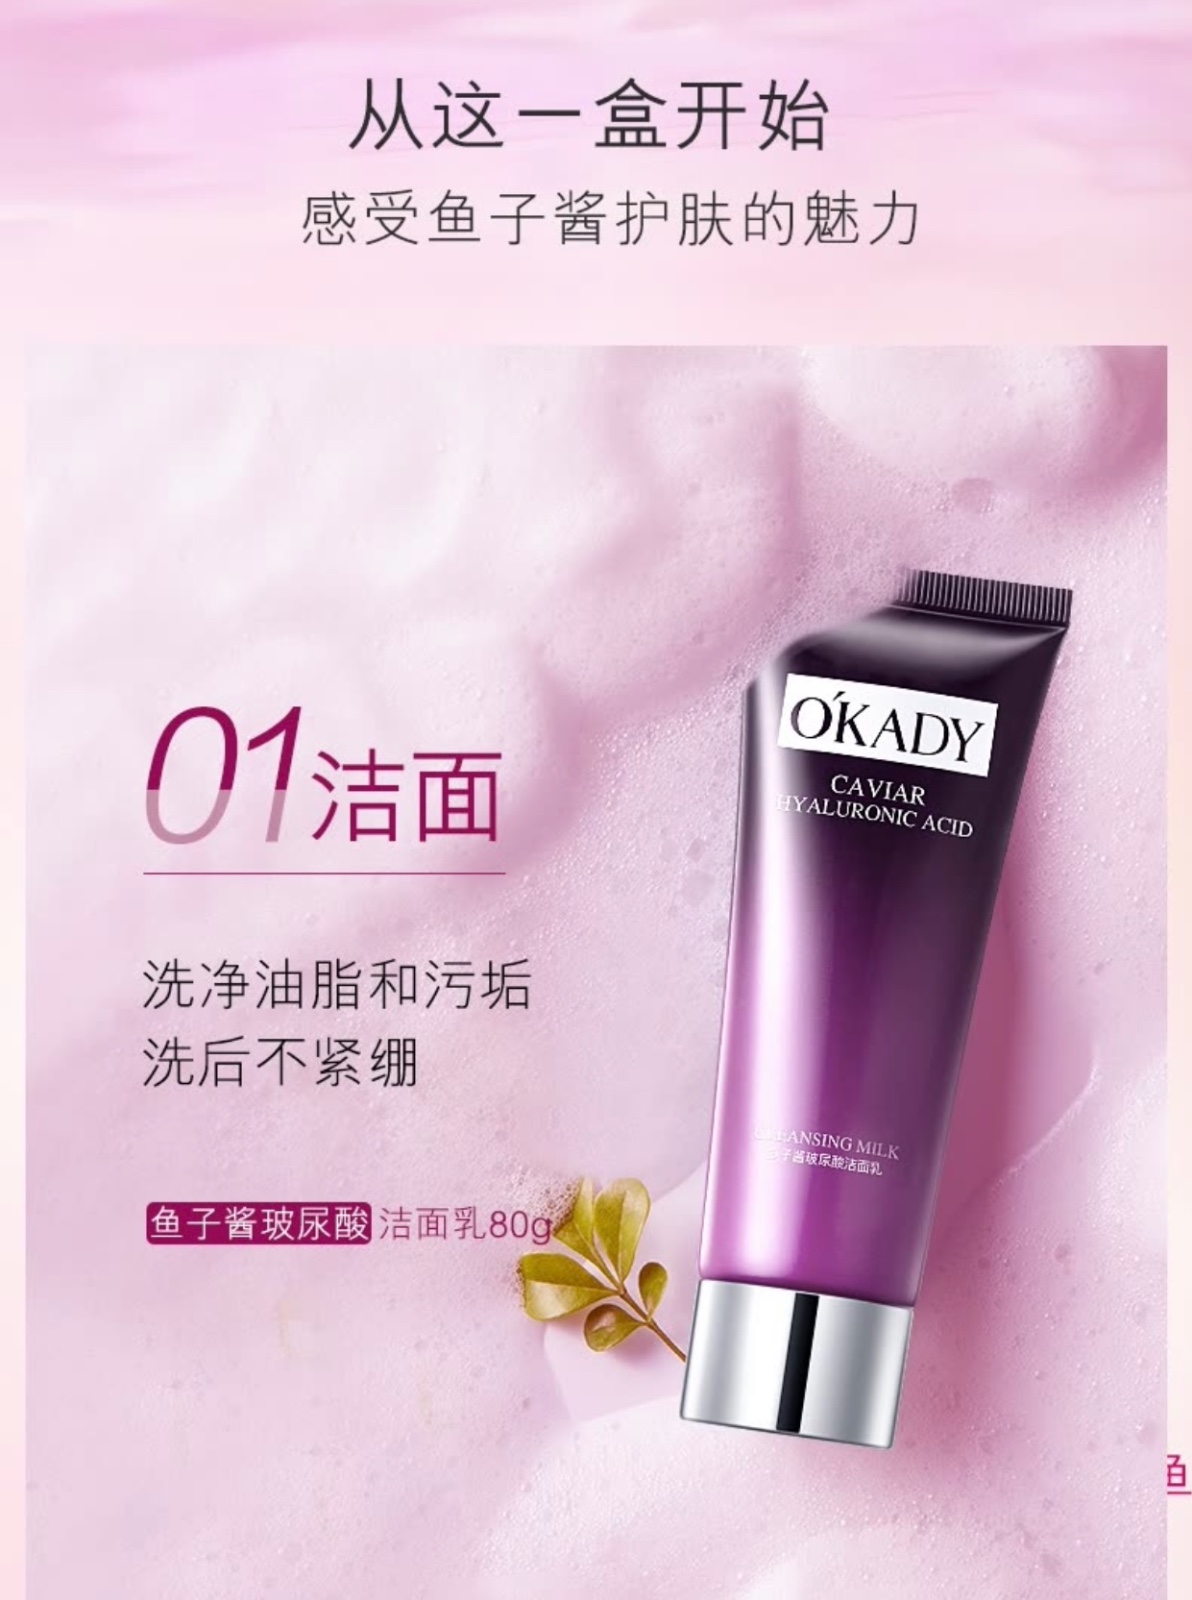 从这一盒开始
感受鱼子酱护肤的魅力
01洁面
洗净油脂和污垢
洗后不紧绷
鱼子酱玻尿酸 洁面乳80g
O'KADY
CAVIAR
HYALURONIC ACID
CLEANSING MILK
鱼子酱玻尿酸洁面乳